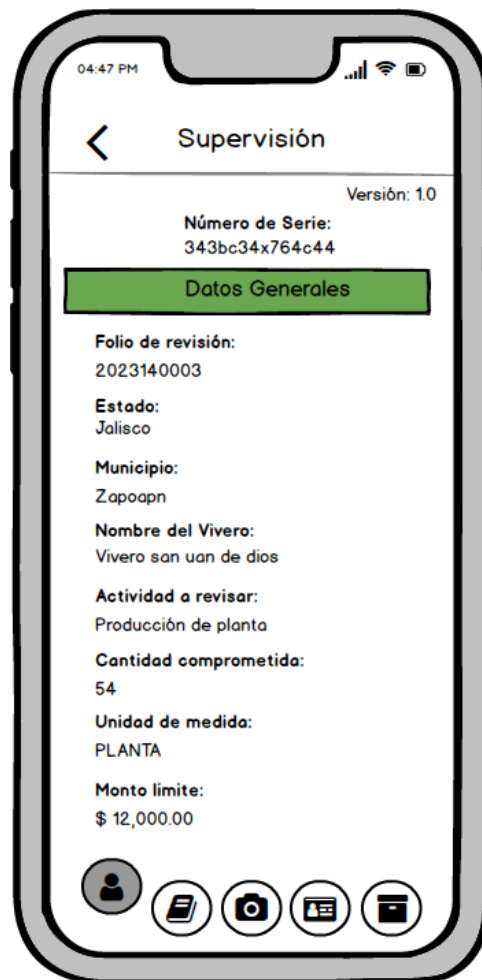 04:47 PM
Supervisión
Versión: 1.0
Número de Serie:
343bc34x764c44
Datos Generales
Folio de revisión:
2023140003
Estado:
Jalisco
Municipio:
Zapoapn
Nombre del Vivero:
Vivero san uan de dios
Actividad a revisar:
Producción de planta
Cantidad comprometida:
54
Unidad de medida:
PLANTA
Monto limite:
$ 12,000.00